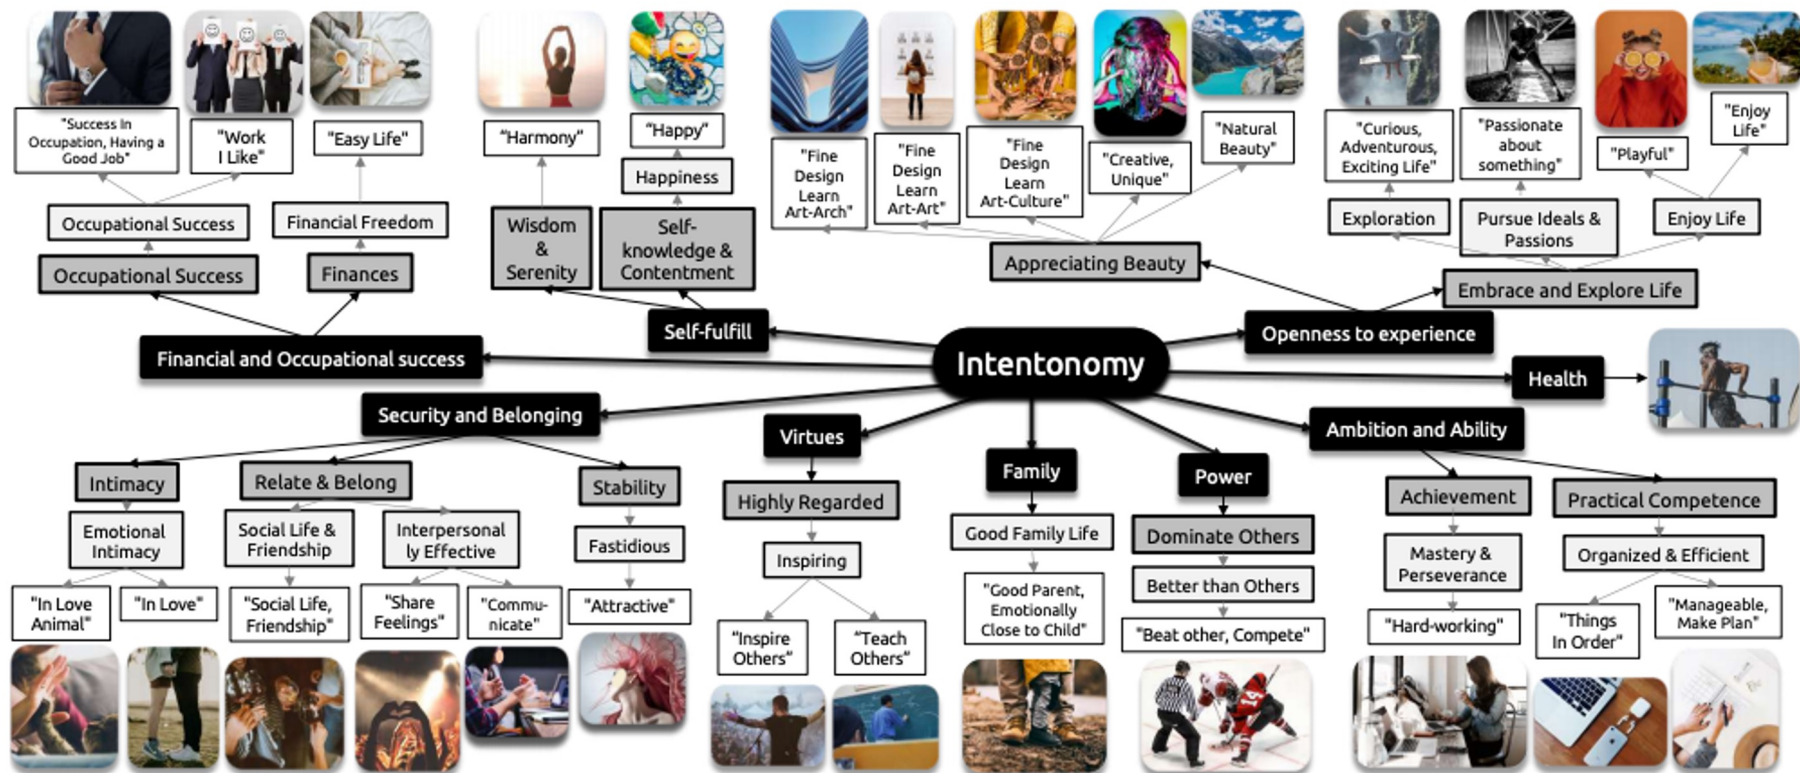 "Success In
Occupation, Having a
Good Job"
"Work
I Like"
"Easy Life"
"Harmony"
"Happy"
"Fine
Design
Learn
Art-Arch"
"Fine
Design
Learn
Art-Art"
"Fine
Design
Learn
Art-Culture"
"Creative,
Unique"
"Natural
Beauty"
"Curious,
Adventurous,
Exciting Life"
"Passionate
about
something"
"Playful"
"Enjoy
Life"
Occupational Success
Financial Freedom
Happiness
Exploration
Pursue Ideals &
Passions
Enjoy Life
Occupational Success
Finances
Wisdom
&
Serenity
Self-
knowledge &
Contentment
Appreciating Beauty
Embrace and Explore Life
Financial and Occupational success
Self-fulfill
Intentonomy
Openness to experience
Health
Security and Belonging
Virtues
Family
Power
Ambition and Ability
Intimacy
Relate & Belong
Stability
Highly Regarded
Dominate Others
Achievement
Practical Competence
Emotional
Intimacy
Social Life &
Friendship
Interpersonal
ly Effective
Fastidious
Inspiring
Good Family Life
Better than Others
Mastery &
Perseverance
Organized & Efficient
"In Love
Animal"
"In Love"
"Social Life,
Friendship"
"Share
Feelings"
"Commu-
nicate"
"Attractive"
"Inspire
Others"
"Teach
Others"
"Good Parent,
Emotionally
Close to Child"
"Beat other, Compete"
"Hard-working"
"Things
In Order"
"Manageable,
Make Plan"
14